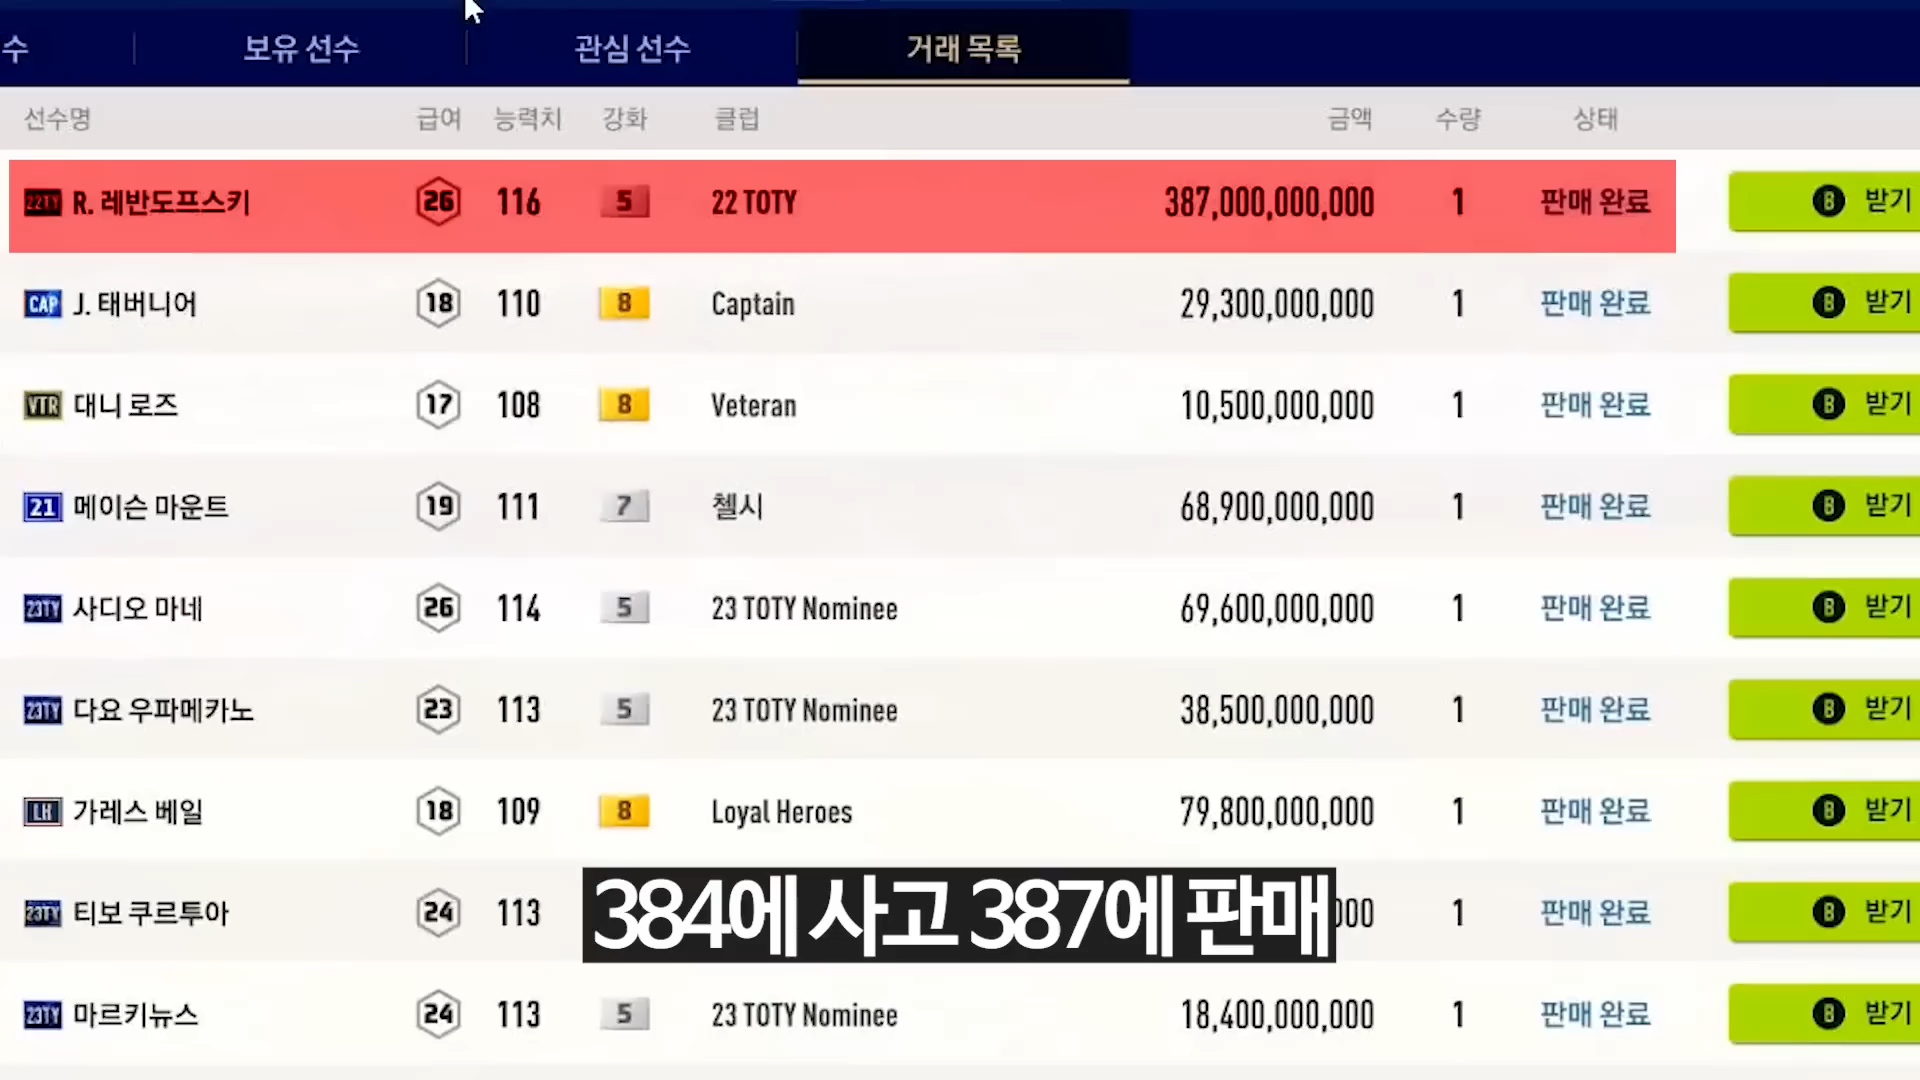 수 보유 선수 관심 선수 거래 목록
선수명 급여 능력치 강화 클럽 금액 수량 상태
22TY R. 레반도프스키 26 116 5 22 TOTY 387,000,000,000 1 판매 완료 B 받기
CAP J. 태버니어 18 110 8 Captain 29,300,000,000 1 판매 완료 B 받기
VTR 대니 로즈 17 108 8 Veteran 10,500,000,000 1 판매 완료 B 받기
21 메이슨 마운트 19 111 7 첼시 68,900,000,000 1 판매 완료 B 받기
23TY 사디오 마네 26 114 5 23 TOTY Nominee 69,600,000,000 1 판매 완료 B 받기
23TY 다요 우파메카노 23 113 5 23 TOTY Nominee 38,500,000,000 1 판매 완료 B 받기
LH 가레스 베일 18 109 8 Loyal Heroes 79,800,000,000 1 판매 완료 B 받기
23TY 티보 쿠르투아 24 113 000 1 판매 완료 B 받기
384에 사고 387에 판매
23TY 마르키뉴스 24 113 5 23 TOTY Nominee 18,400,000,000 1 판매 완료 B 받기